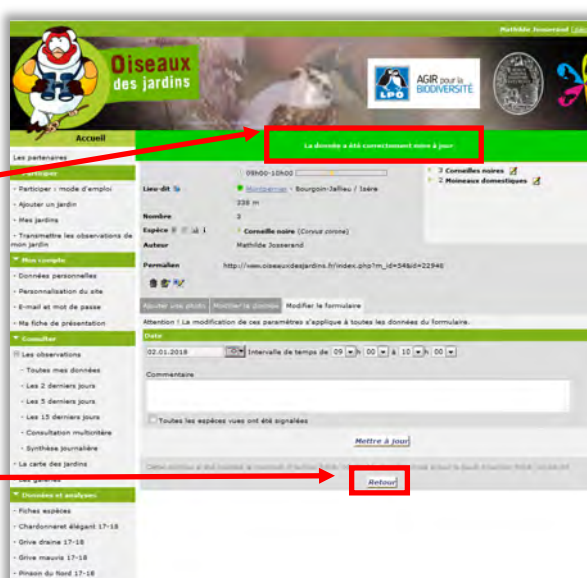 Mathilde Josserand
Oiseaux
des jardins
LPO
AGIR pour la
BIODIVERSITÉ
Accueil
La donnée a été correctement mise à jour
Les partenaires
Participer
Participer : mode d'emploi
Ajouter un jardin
Mes jardins
Transmettre les observations de
mon jardin
Mon compte
Données personnelles
Personnalisation du site
E-mail et mot de passe
Ma fiche de présentation
Consulter
Les observations
Toutes mes données
Les 2 derniers jours
Les 5 derniers jours
Les 15 derniers jours
Consultation multicritère
Synthèse journalière
La carte des jardins
Les galeries
Données et analyses
Fiches espèces
Chardonneret élégant 17-18
Grive draine 17-18
Grive mauvis 17-18
Pinson du Nord 17-18
09h00-10h00
3 Corneilles noires
2 Moineaux domestiques
Lieu-dit
- Bourgoin-Jallieu / Isère
238 m
Nombre 3
Espèce Corneille noire (Corvus corone)
Auteur Mathilde Josserand
Permalien http://www.oiseauxdesjardins.fr/index.php?m_id=54&id=22948
Ajouter une photo Modifier la donnée Modifier le formulaire
Attention ! La modification de ces paramètres s'applique à toutes les données du formulaire.
Date
02.01.2018 Intervalle de temps de 09 h 00 à 10 h 00
Commentaire
Toutes les espèces vues ont été signalées
Mettre à jour
Retour